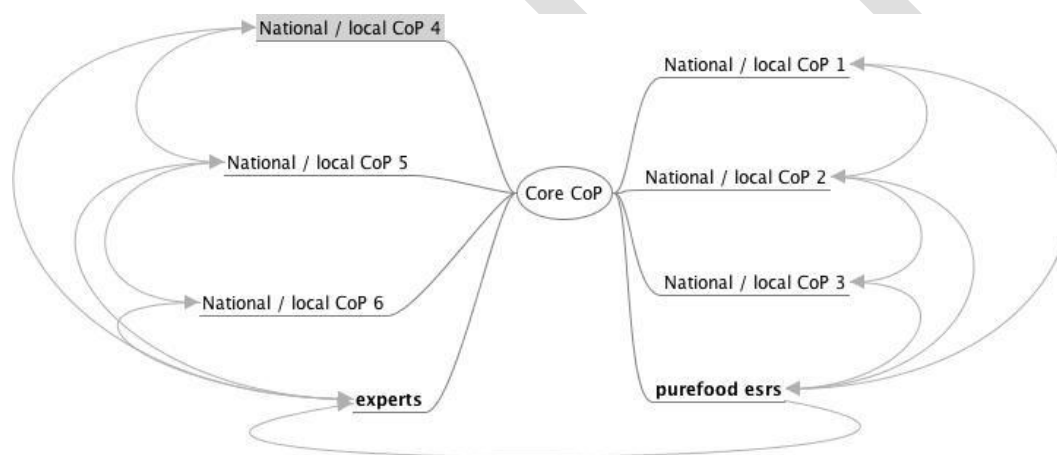 National / local CoP 4
National / local CoP 1
National / local CoP 5
National / local CoP 2
Core CoP
National / local CoP 3
National / local CoP 6
experts
purefood esrs